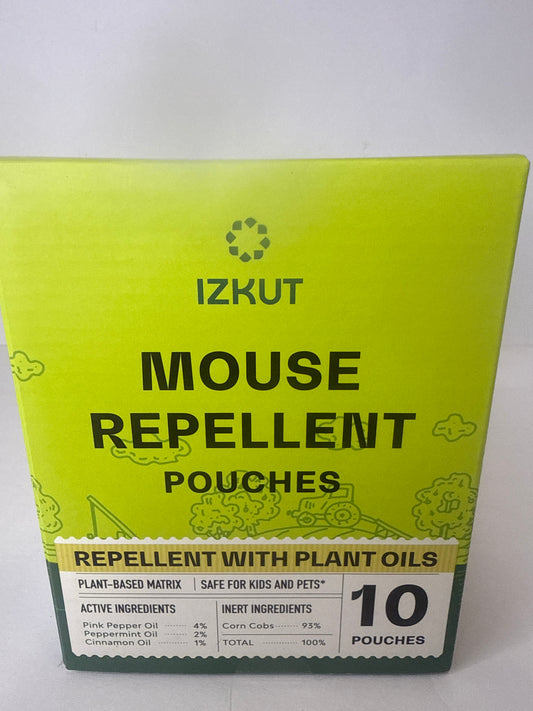 IZKUT
MOUSE
REPELLENT
POUCHES
REPELLENT WITH PLANT OILS
PLANT-BASED MATRIX | SAFE FOR KIDS AND PETS*
ACTIVE INGREDIENTS
Pink Pepper Oil ······· 4%
Peppermint Oil ······· 2%
Cinnamon Oil ········ 1%
INERT INGREDIENTS
Corn Cobs ········ 93%
TOTAL ··············· 100%
10
POUCHES